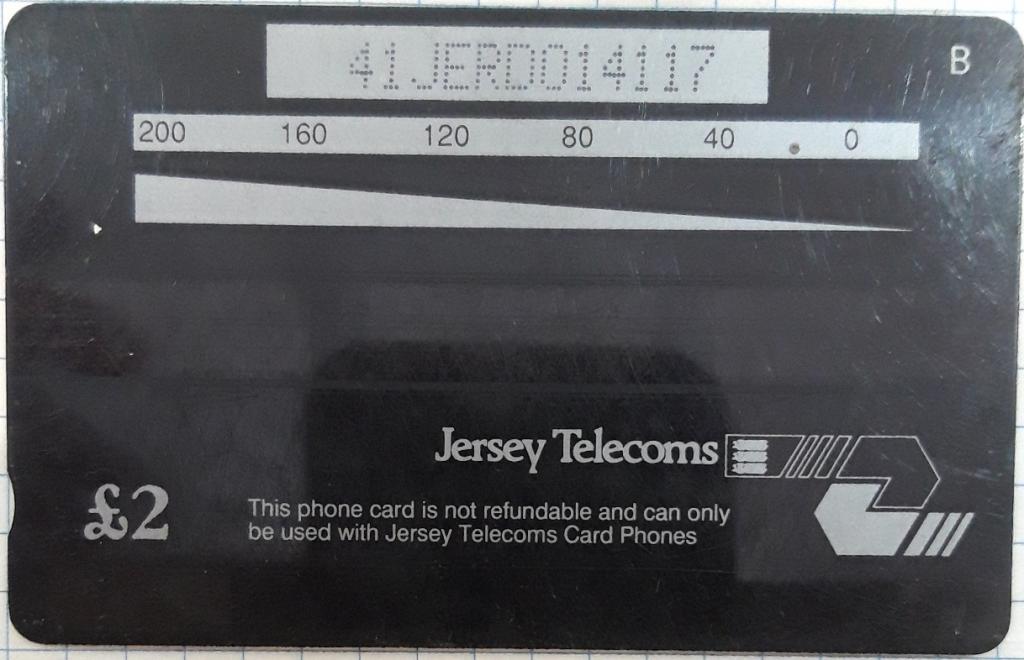 41JERD014117
B
200 160 120 80 40 0
Jersey Telecoms
£2
This phone card is not refundable and can only
be used with Jersey Telecoms Card Phones